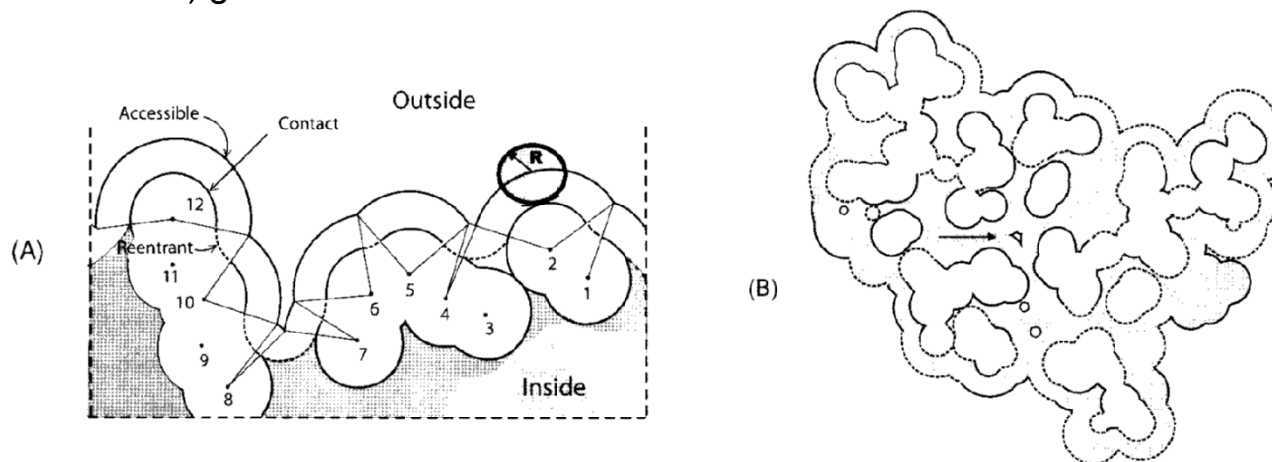 Accessible
Outside
Contact
R
12
(A)
Reentrant
11
10
9
8
7
6
5
4
3
2
1
Inside
(B)